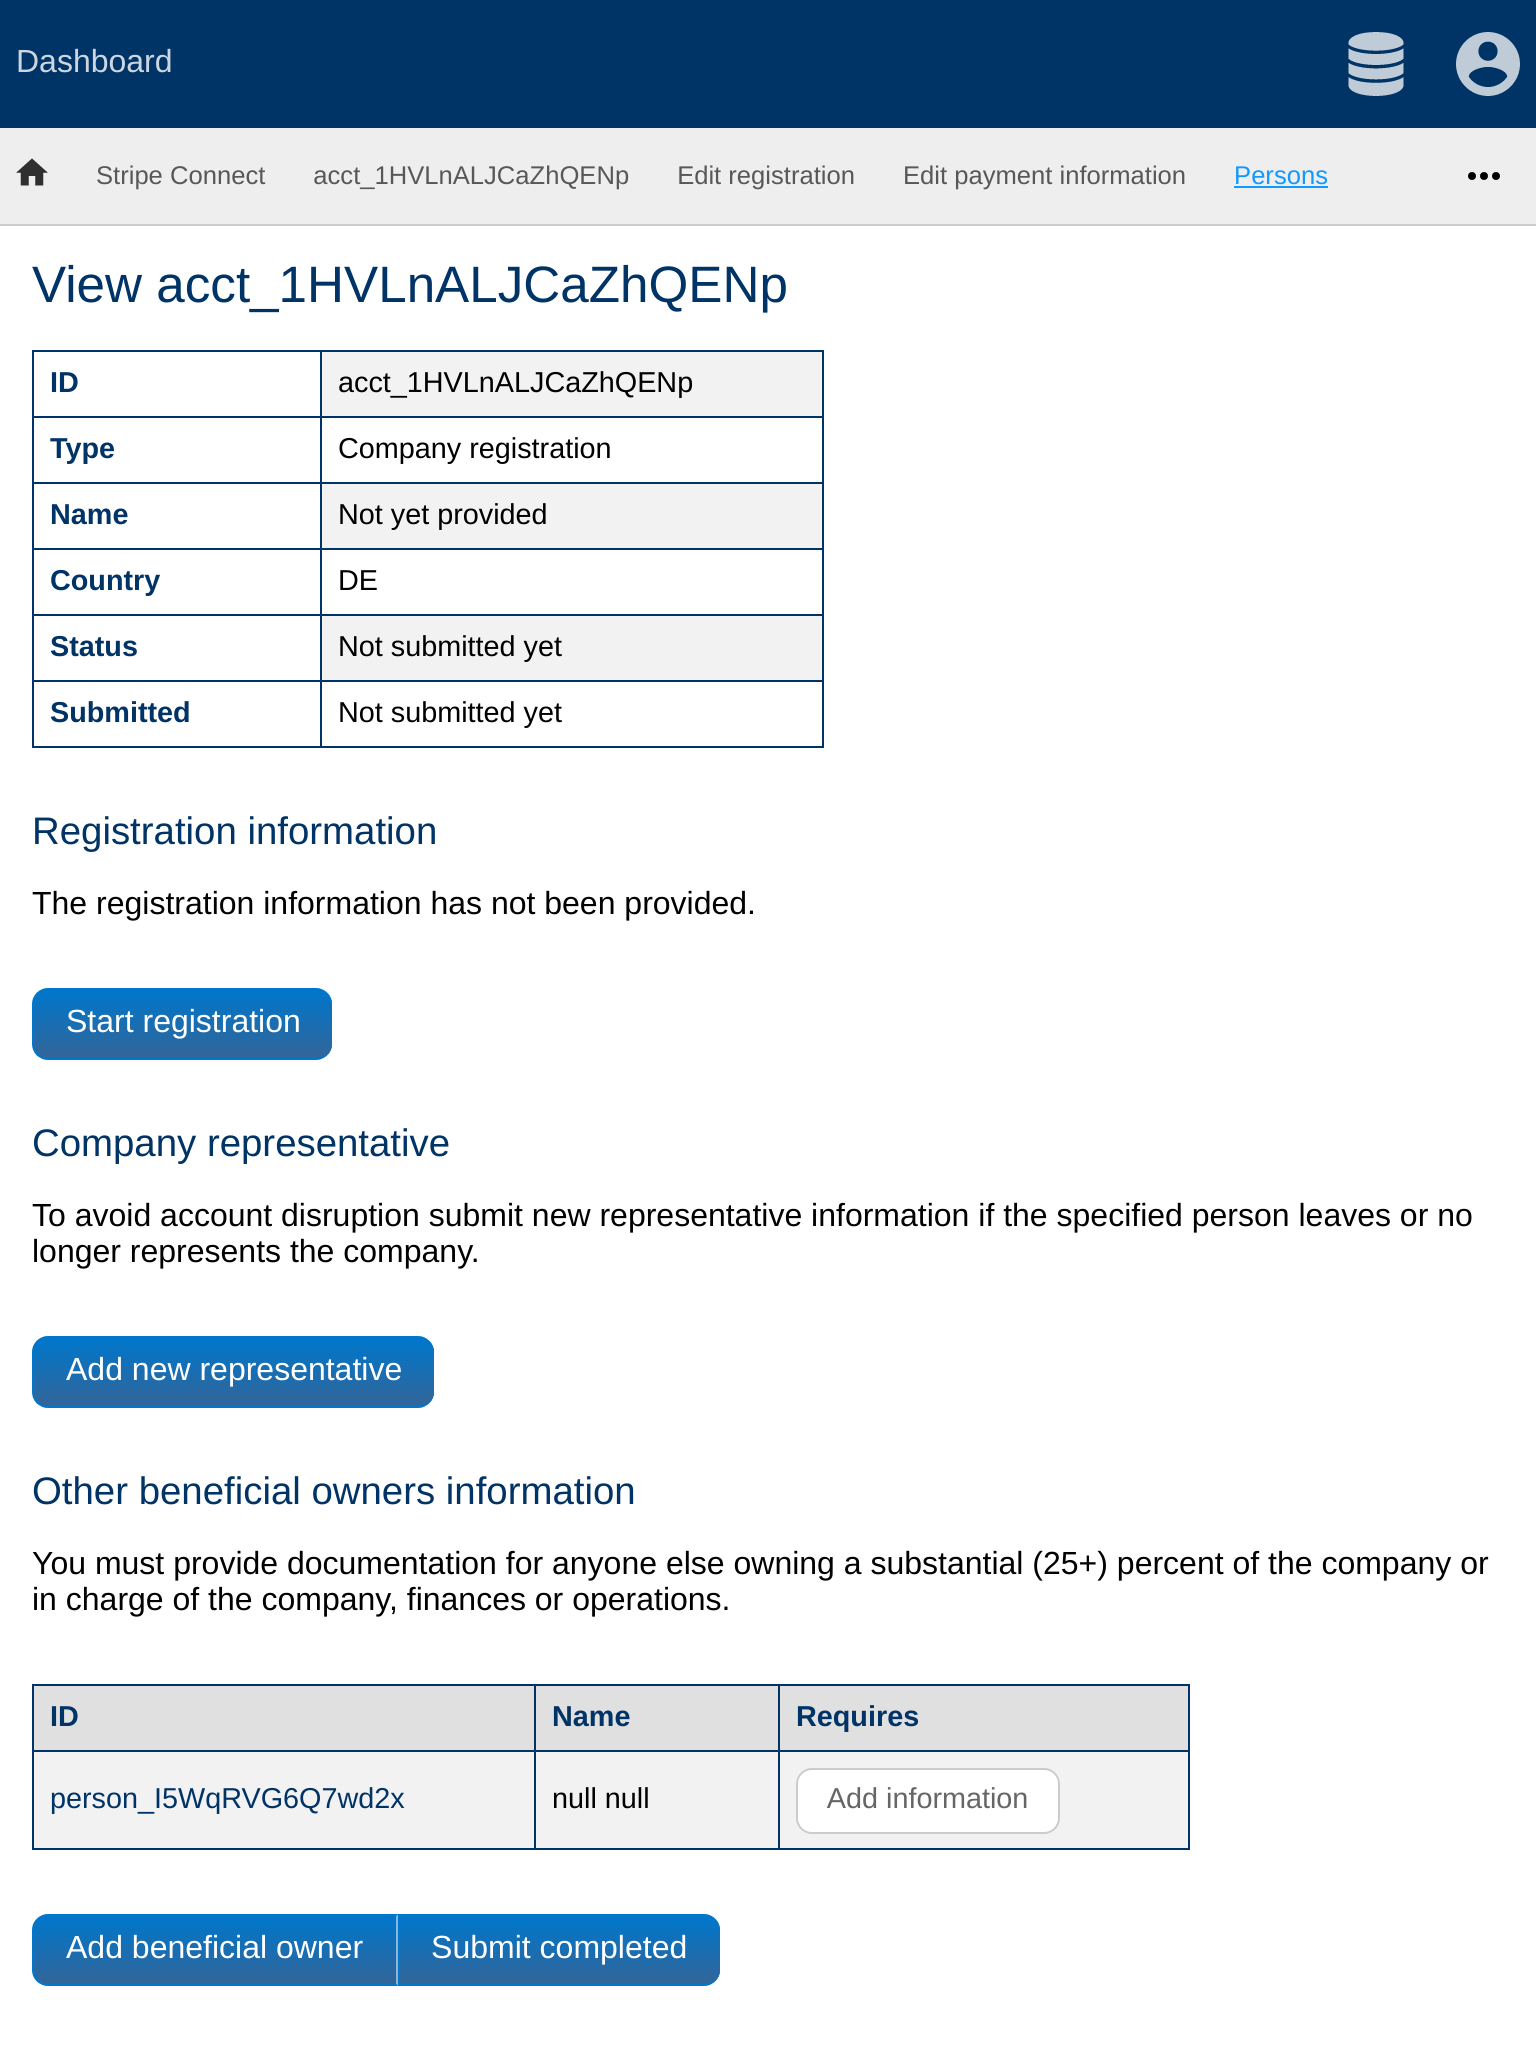 Dashboard
Stripe Connect acct_1HVLnALJCaZhQENp Edit registration Edit payment information Persons
View acct_1HVLnALJCaZhQENp
ID acct_1HVLnALJCaZhQENp
Type Company registration
Name Not yet provided
Country DE
Status Not submitted yet
Submitted Not submitted yet
Registration information
The registration information has not been provided.
Start registration
Company representative
To avoid account disruption submit new representative information if the specified person leaves or no
longer represents the company.
Add new representative
Other beneficial owners information
You must provide documentation for anyone else owning a substantial (25+) percent of the company or
in charge of the company, finances or operations.
ID Name Requires
person_I5WqRVG6Q7wd2x null null Add information
Add beneficial owner Submit completed